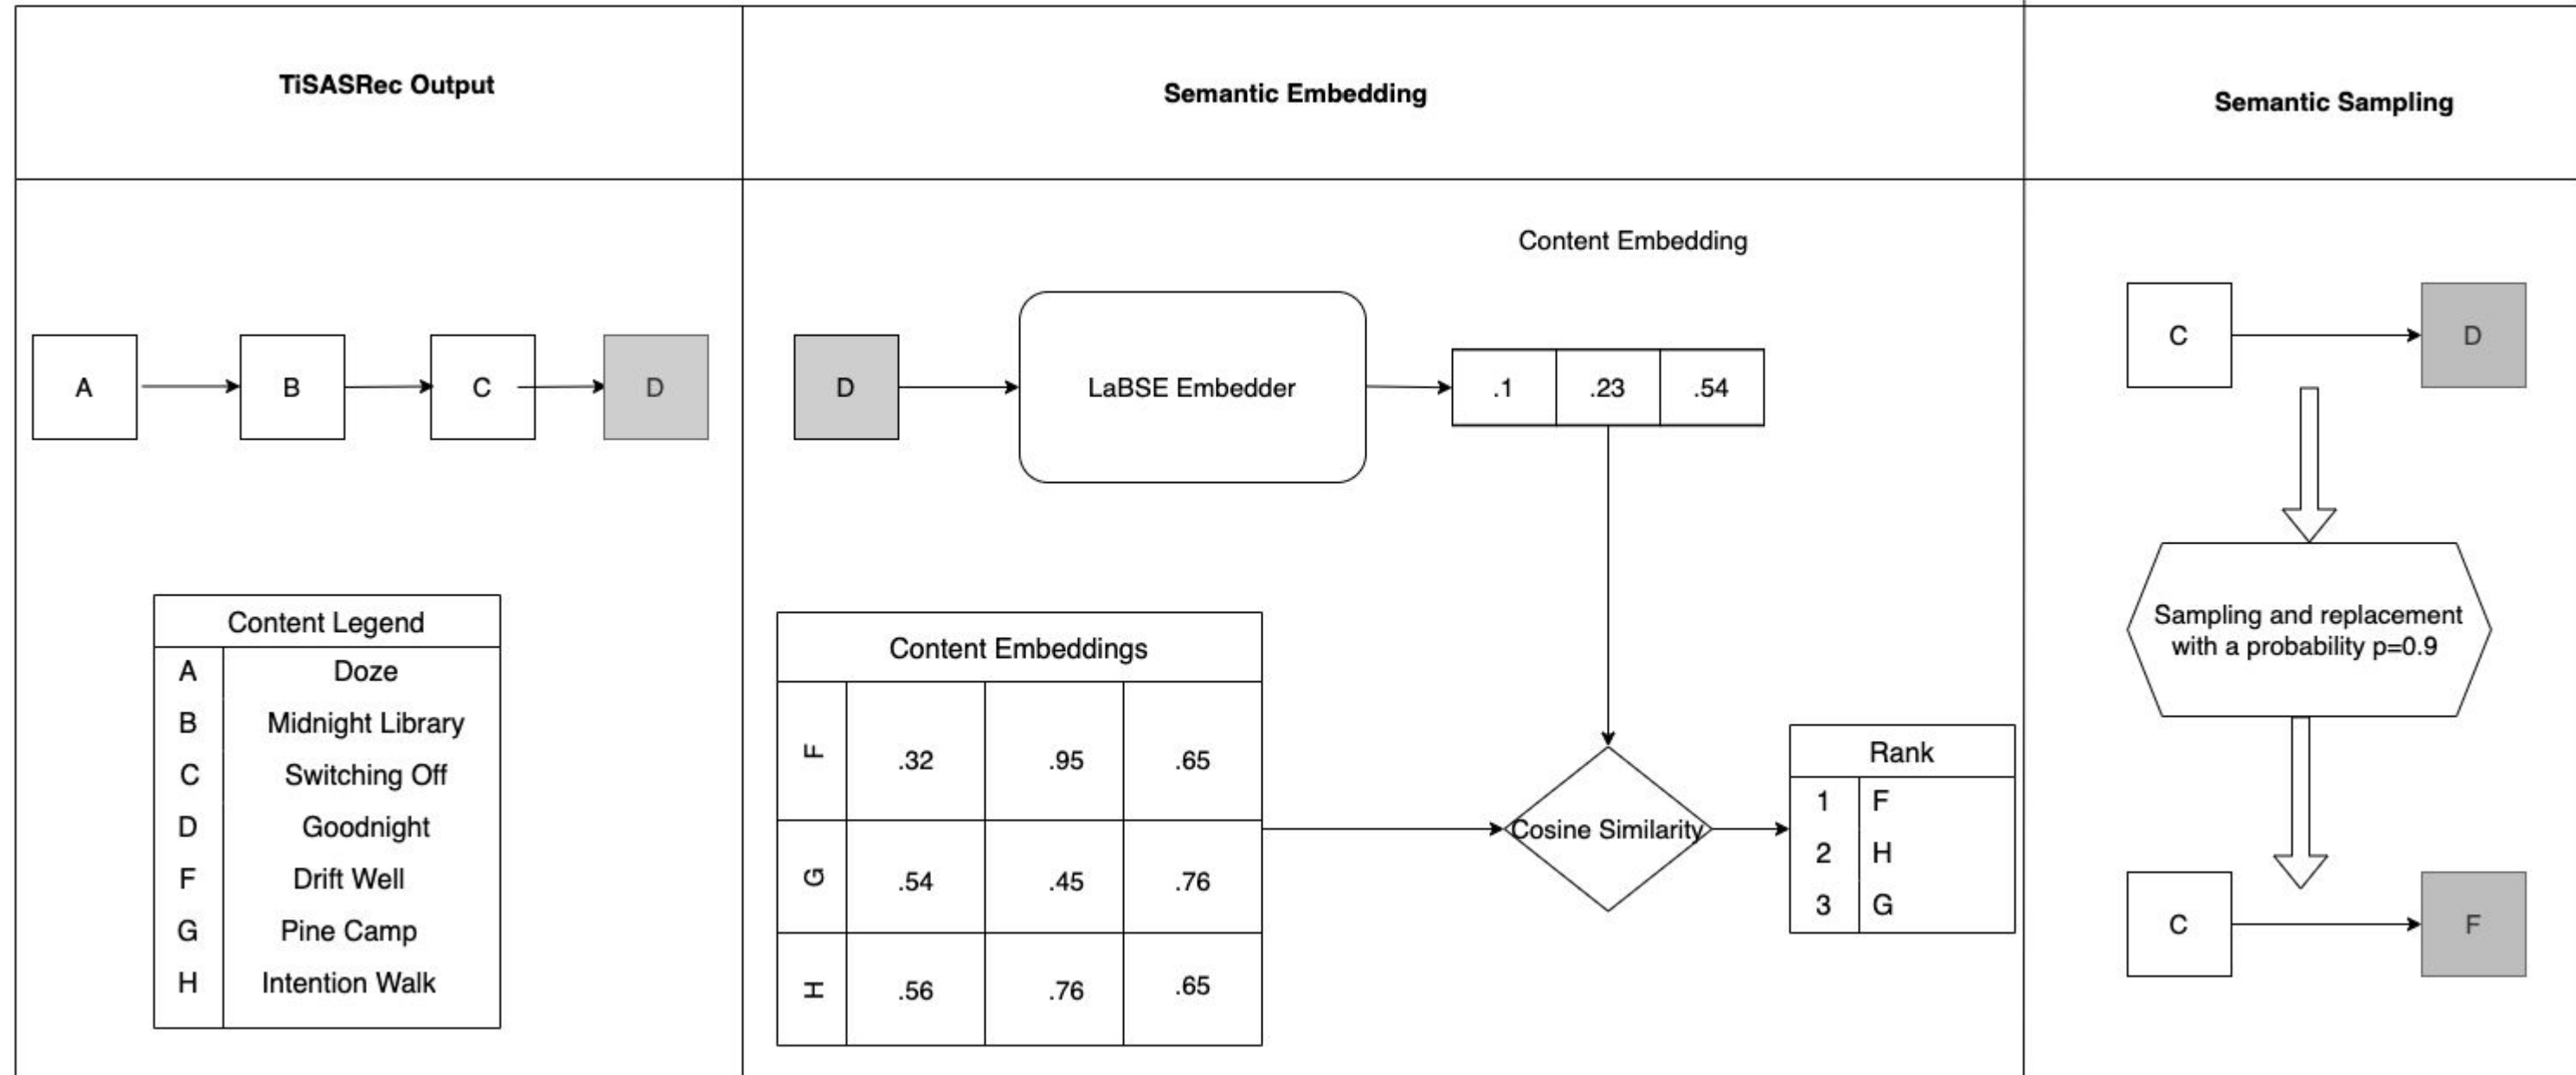 TiSASRec Output
Semantic Embedding
Semantic Sampling
A
B
C
D
Content Legend
A Doze
B Midnight Library
C Switching Off
D Goodnight
F Drift Well
G Pine Camp
H Intention Walk
Content Embedding
D
LaBSE Embedder
.1 .23 .54
Content Embeddings
F .32 .95 .65
G .54 .45 .76
H .56 .76 .65
Cosine Similarity
Rank
1 F
2 H
3 G
C
D
Sampling and replacement
with a probability p=0.9
C
F